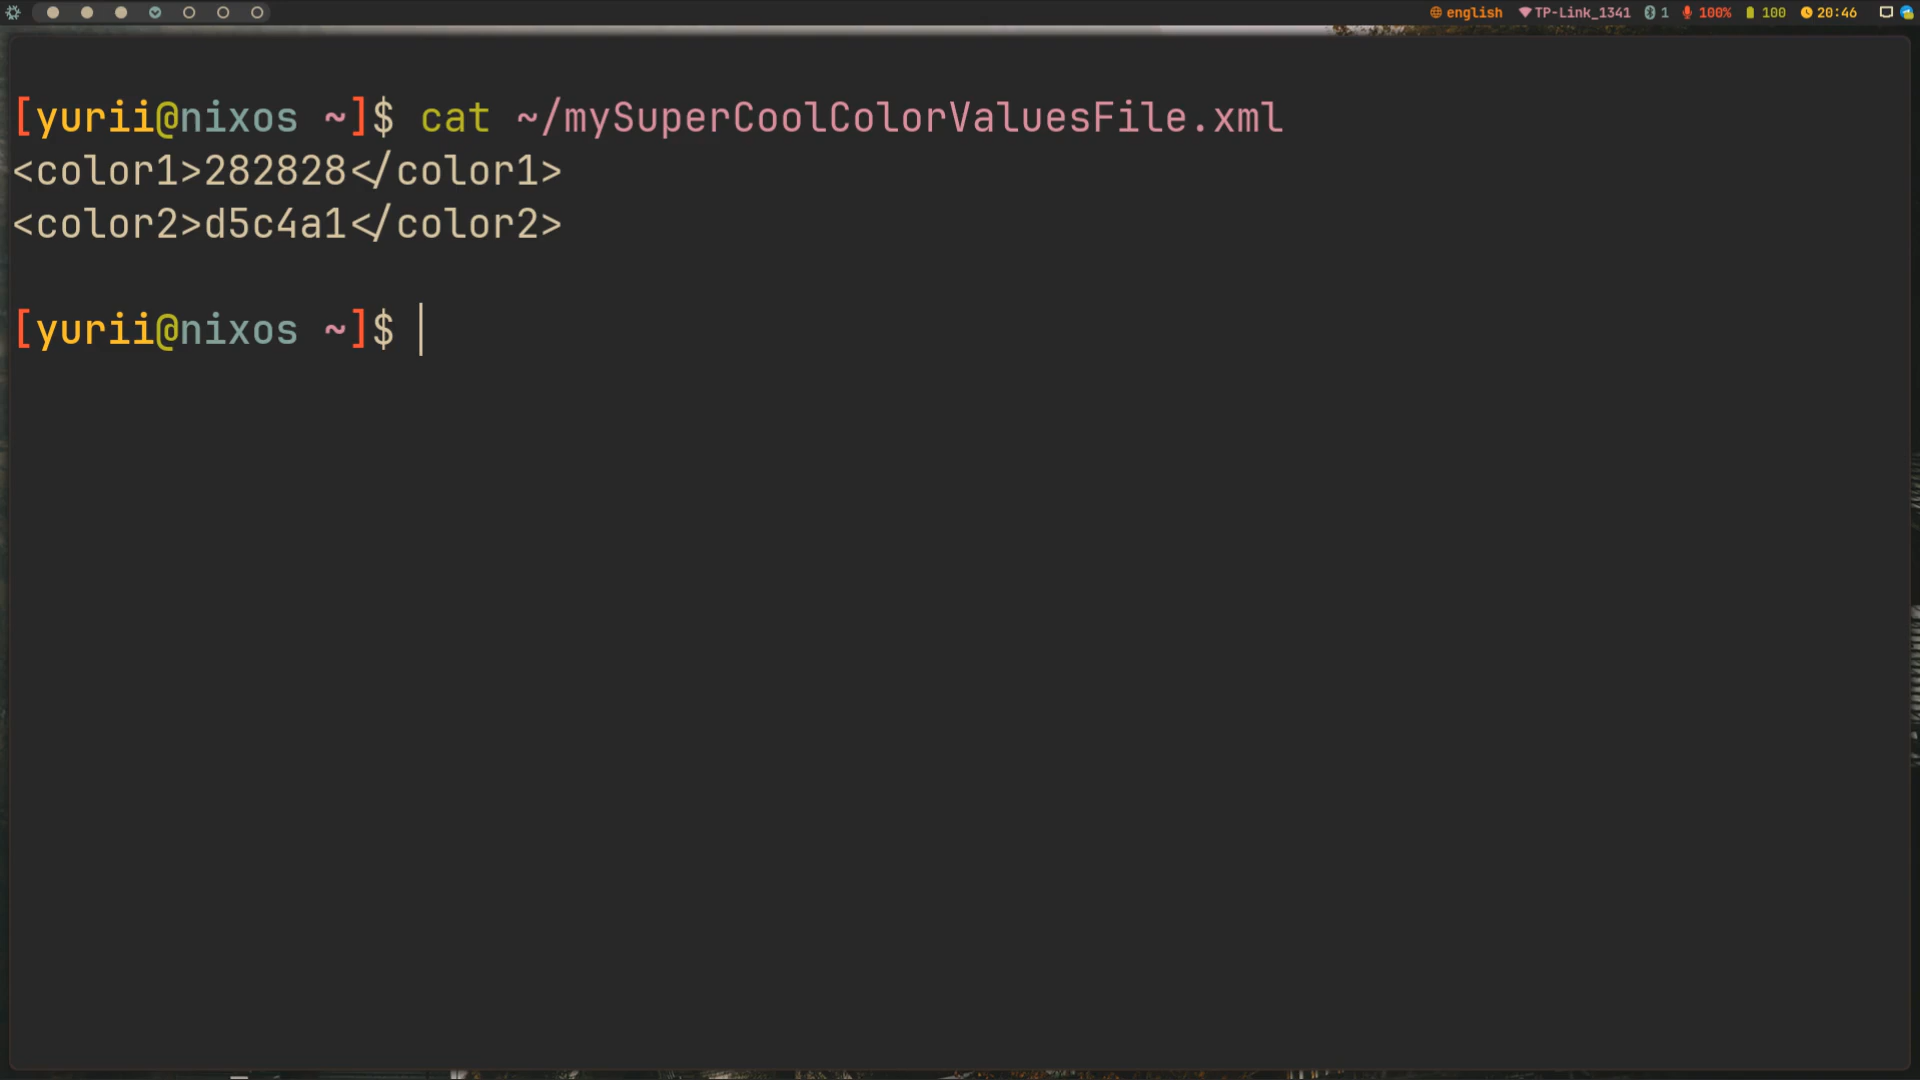 english TP-Link_1341 1 100% 100 20:46
[yurii@nixos ~]$ cat ~/mySuperCoolColorValuesFile.xml
<color1>282828</color1>
<color2>d5c4a1</color2>
[yurii@nixos ~]$